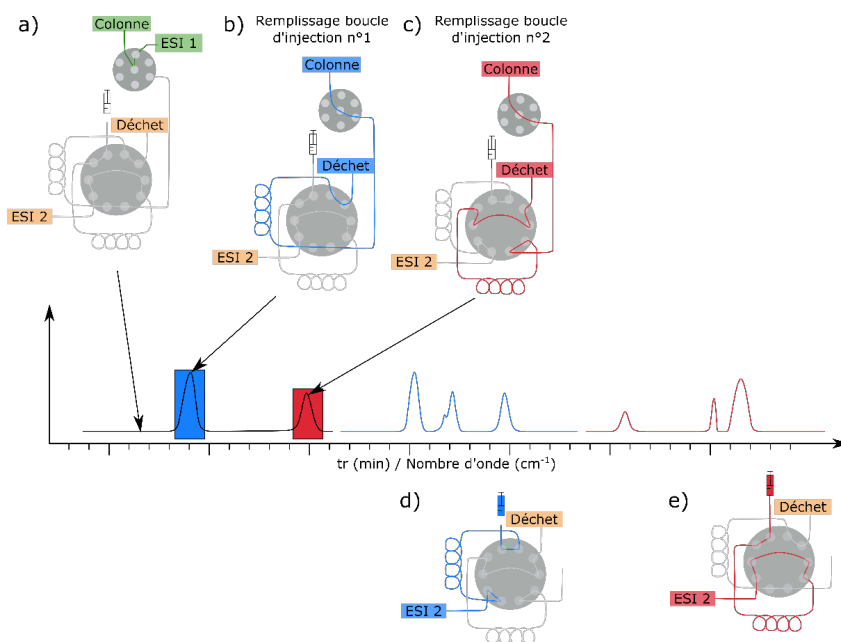 a)
Colonne
ESI 1
Déchet
ESI 2
b)
Remplissage boucle
d'injection n°1
Colonne
Déchet
ESI 2
c)
Remplissage boucle
d'injection n°2
Colonne
Déchet
ESI 2
tr (min) / Nombre d'onde (cm⁻¹)
d)
Déchet
ESI 2
e)
Déchet
ESI 2